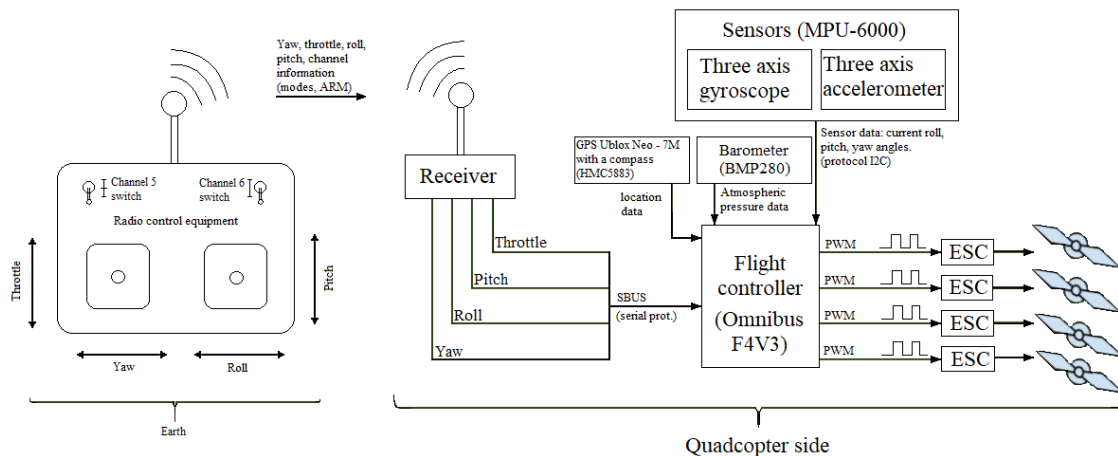 Yaw, throttle, roll,
pitch, channel
information
(modes, ARM)
Channel 5
switch
Channel 6
switch
Radio control equipment
Throttle
Pitch
Yaw
Roll
Earth
Receiver
Throttle
Pitch
Roll
Yaw
SBUS
(serial prot.)
Sensors (MPU-6000)
Three axis
gyroscope
Three axis
accelerometer
GPS Ublox Neo - 7M
with a compass
(HMC5883)
Barometer
(BMP280)
Sensor data: current roll,
pitch, yaw angles.
(protocol I2C)
location
data
Atmospheric
pressure data
Flight
controller
(Omnibus
F4V3)
PWM
ESC
PWM
ESC
PWM
ESC
PWM
ESC
Quadcopter side